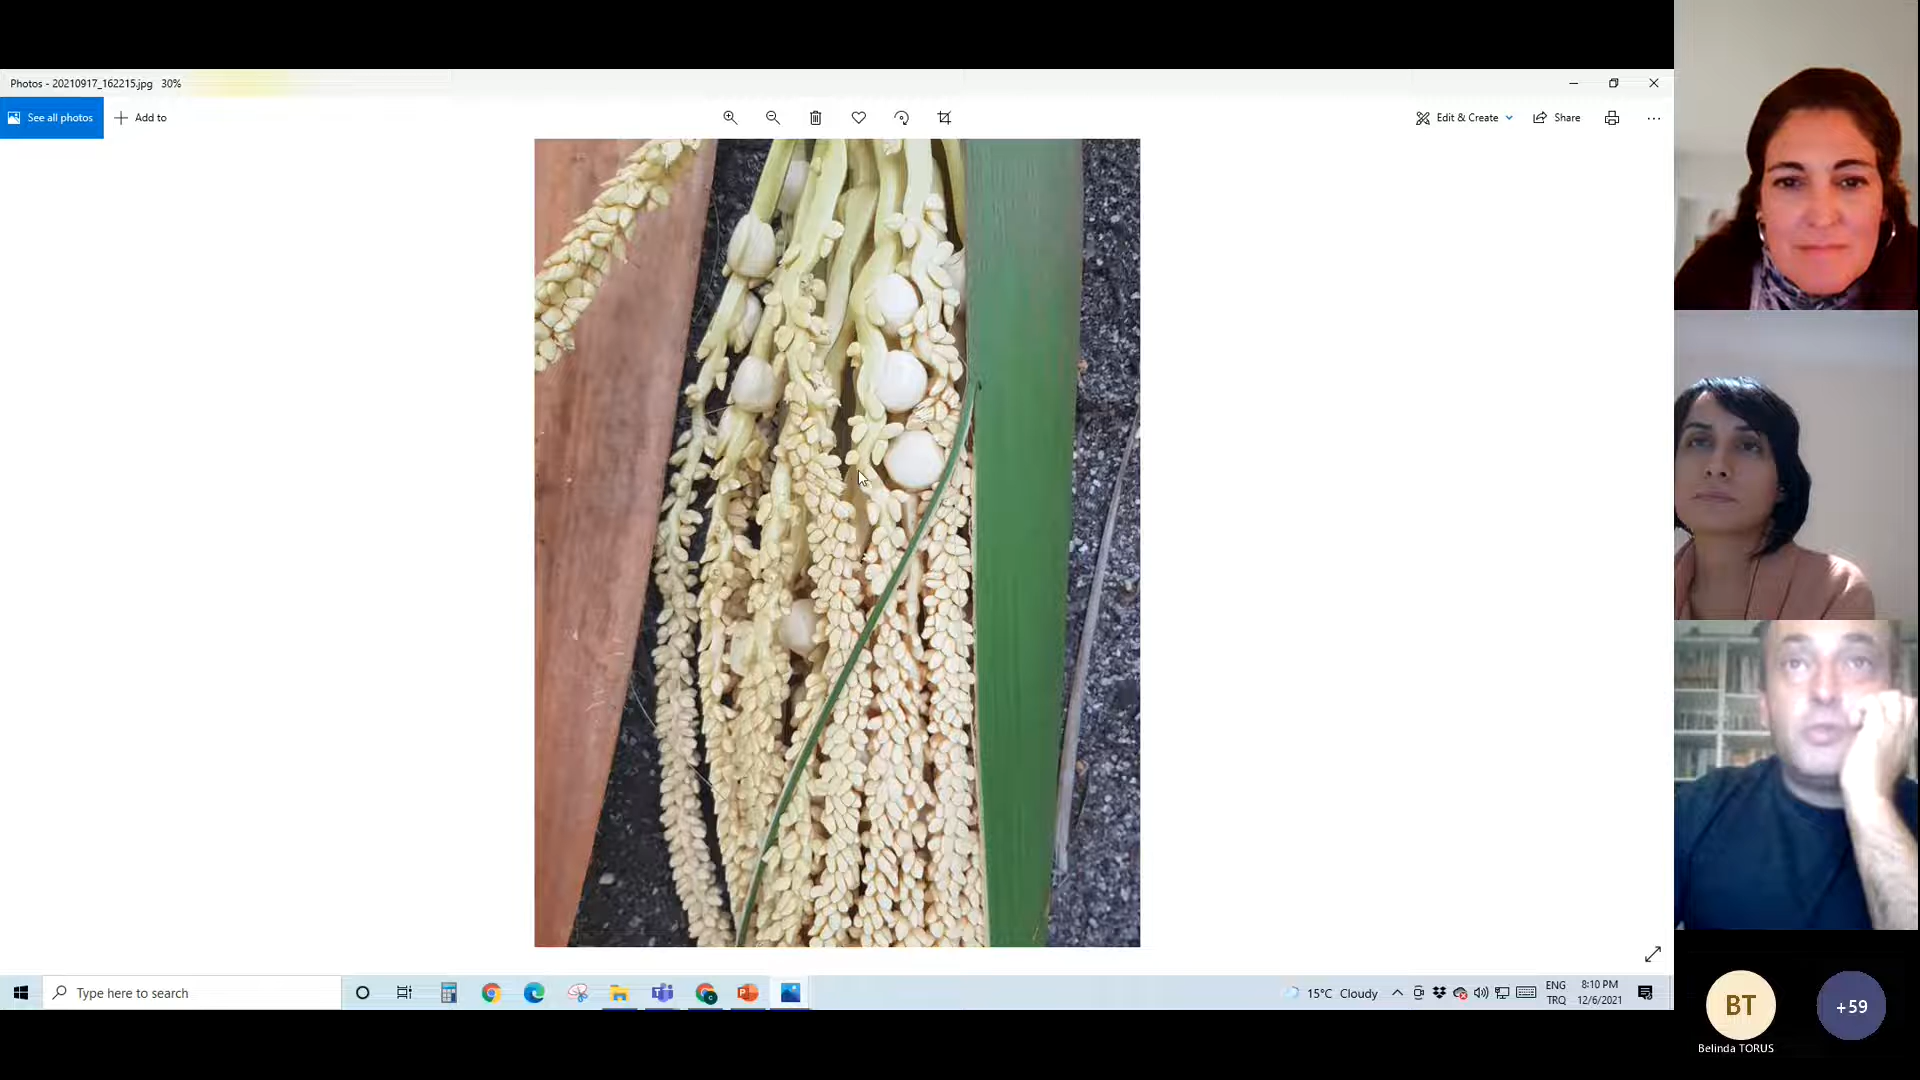 Photos - 20210917_162215.jpg 30%
See all photos
Add to
Edit & Create
Share
Type here to search
15°C Cloudy
ENG
TRQ
8:10 PM
12/6/2021
BT
+59
Belinda TORUS